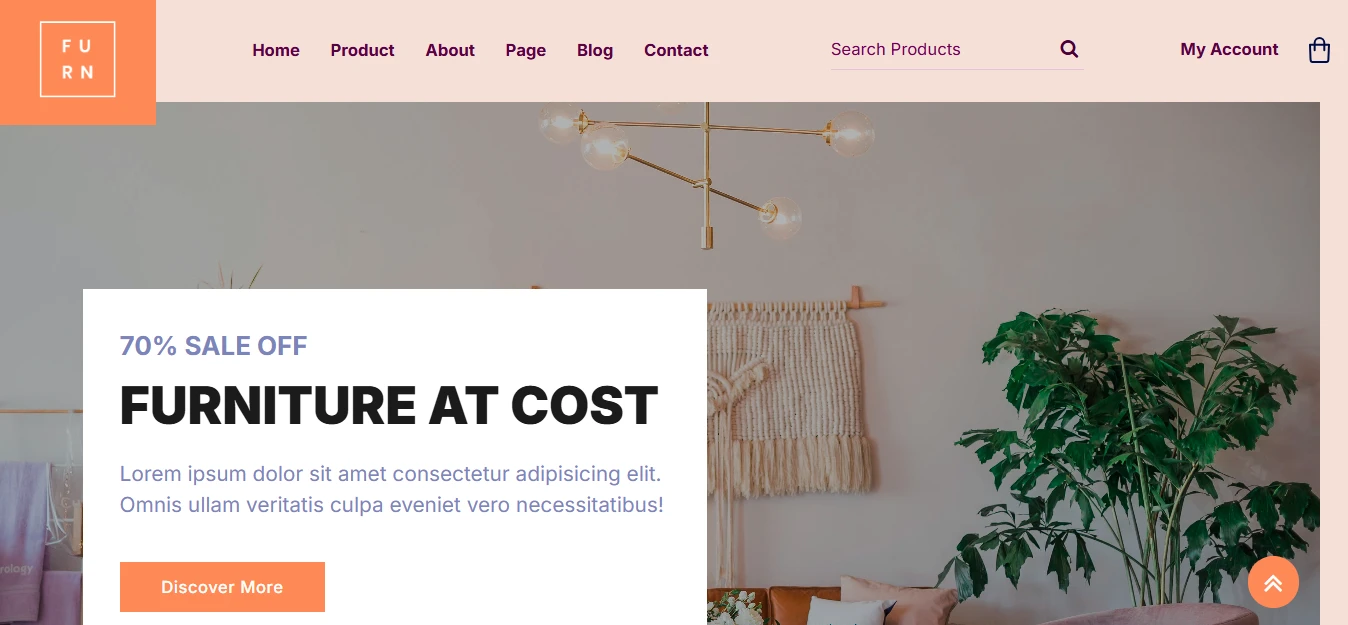 F U
R N
Home Product About Page Blog Contact
Search Products
My Account
70% SALE OFF
FURNITURE AT COST
Lorem ipsum dolor sit amet consectetur adipisicing elit.
Omnis ullam veritatis culpa eveniet vero necessitatibus!
Discover More